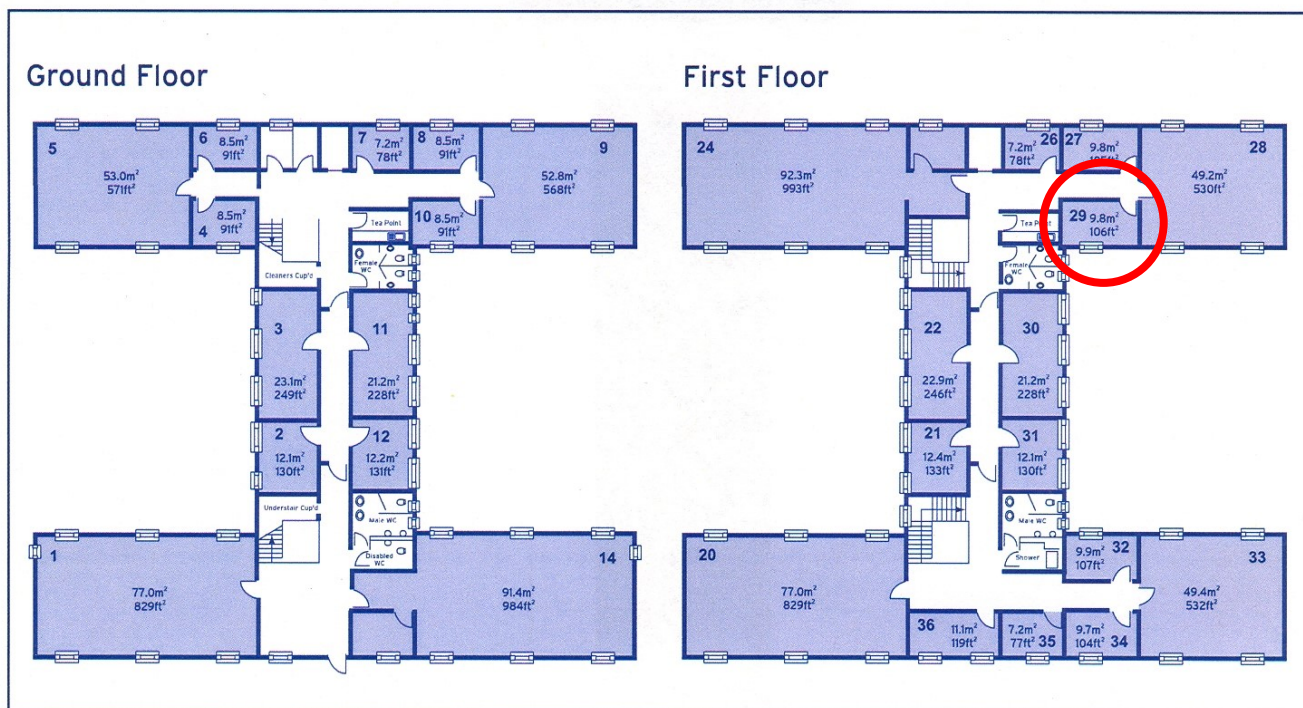 Ground Floor
First Floor
5
53.0m²
571ft²
6
8.5m²
91ft²
4
8.5m²
91ft²
7
7.2m²
78ft²
8
8.5m²
91ft²
9
52.8m²
568ft²
10
8.5m²
91ft²
Tea Point
Female
WC
Cleaners Cup'd
3
23.1m²
249ft²
11
21.2m²
228ft²
2
12.1m²
130ft²
12
12.2m²
131ft²
Understair Cup'd
Male WC
Disabled
WC
1
77.0m²
829ft²
14
91.4m²
984ft²
24
92.3m²
993ft²
26
7.2m²
78ft²
27
9.8m²
28
49.2m²
530ft²
29
9.8m²
106ft²
Tea Point
Female
WC
22
22.9m²
246ft²
30
21.2m²
228ft²
21
12.4m²
133ft²
31
12.1m²
130ft²
Male WC
Shower
20
77.0m²
829ft²
32
9.9m²
107ft²
33
49.4m²
532ft²
36
11.1m²
119ft²
7.2m²
77ft²
35
9.7m²
104ft²
34